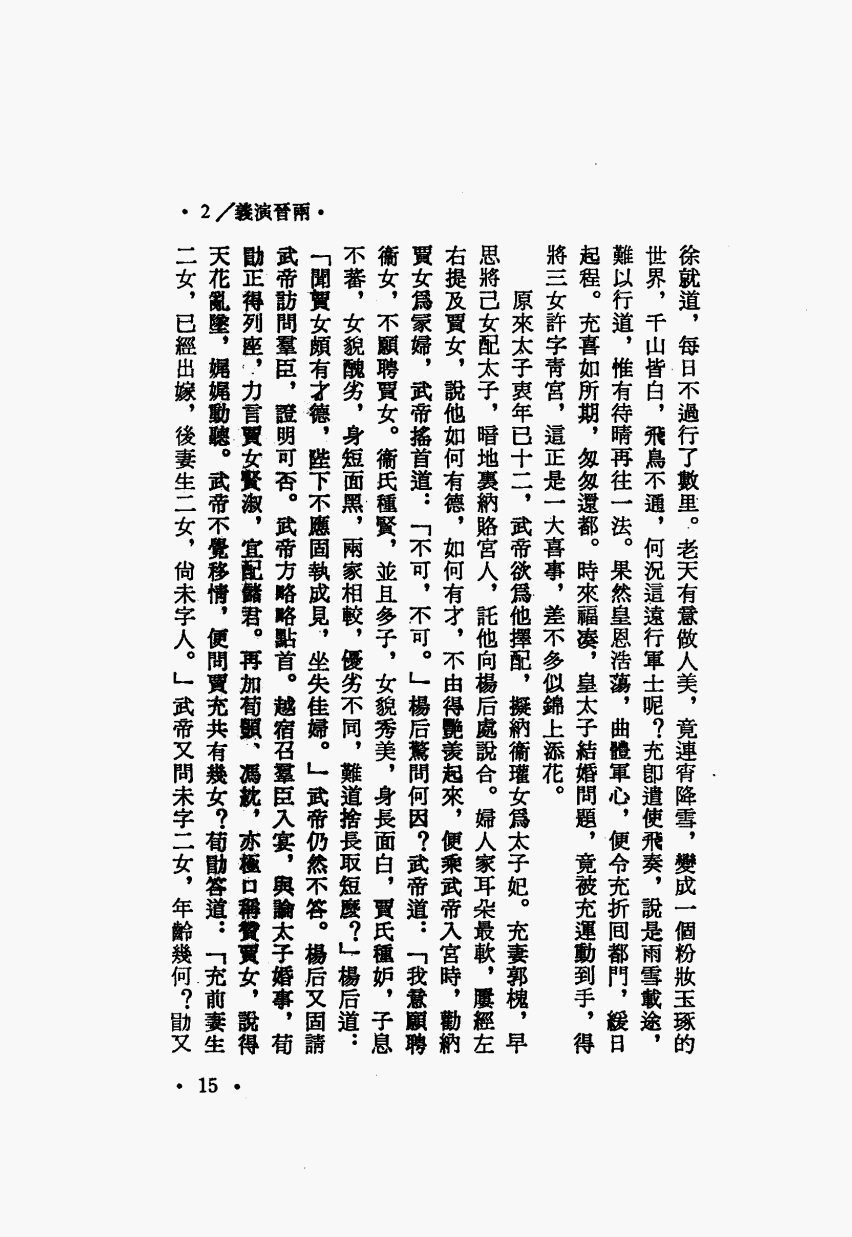 •2／義演晉兩•
徐就道，每日不過行了數里。老天有意做人美，竟連宵降雪，變成一個粉妝玉琢的
世界，千山皆白，飛鳥不通，何況這遠行軍士呢？充卽遣使飛奏，說是雨雪載途，
難以行道，惟有待晴再往一法。果然皇恩浩蕩，曲體軍心，便令充折囘都門，緩日
起程。充喜如所期，匆匆還都。時來福湊，皇太子結婚問題，竟被充運動到手，得
將三女許字靑宮，這正是一大喜事，差不多似錦上添花。
原來太子衷年已十二，武帝欲爲他擇配，擬納衞瓘女爲太子妃。充妻郭槐，早
思將己女配太子，暗地裏納賂宮人，託他向楊后處說合。婦人家耳朵最軟，屢經左
右提及賈女，說他如何有德，如何有才，不由得艷羨起來，便乘武帝入宮時，勸納
賈女爲冢婦，武帝搖首道：「不可，不可。」楊后驚問何因？武帝道：「我意願聘
衞女，不願聘賈女。衞氏種賢，並且多子，女貌秀美，身長面白，賈氏種妒，子息
不蕃，女貌醜劣，身短面黑，兩家相較，優劣不同，難道捨長取短麼？」楊后道：
「聞賈女頗有才德，陛下不應固執成見，坐失佳婦。」武帝仍然不答。楊后又固請
武帝訪問羣臣，證明可否。武帝方略略點首。越宿召羣臣入宴，與論太子婚事，荀
勖正得列座，力言賈女賢淑，宜配儲君。再加荀顗、馮紞，亦極口稱贊賈女，說得
天花亂墜，娓娓動聽。武帝不覺移情，便問賈充共有幾女？荀勖答道：「充前妻生
二女，已經出嫁，後妻生二女，尙未字人。」武帝又問未字二女，年齡幾何？勖又
•15•